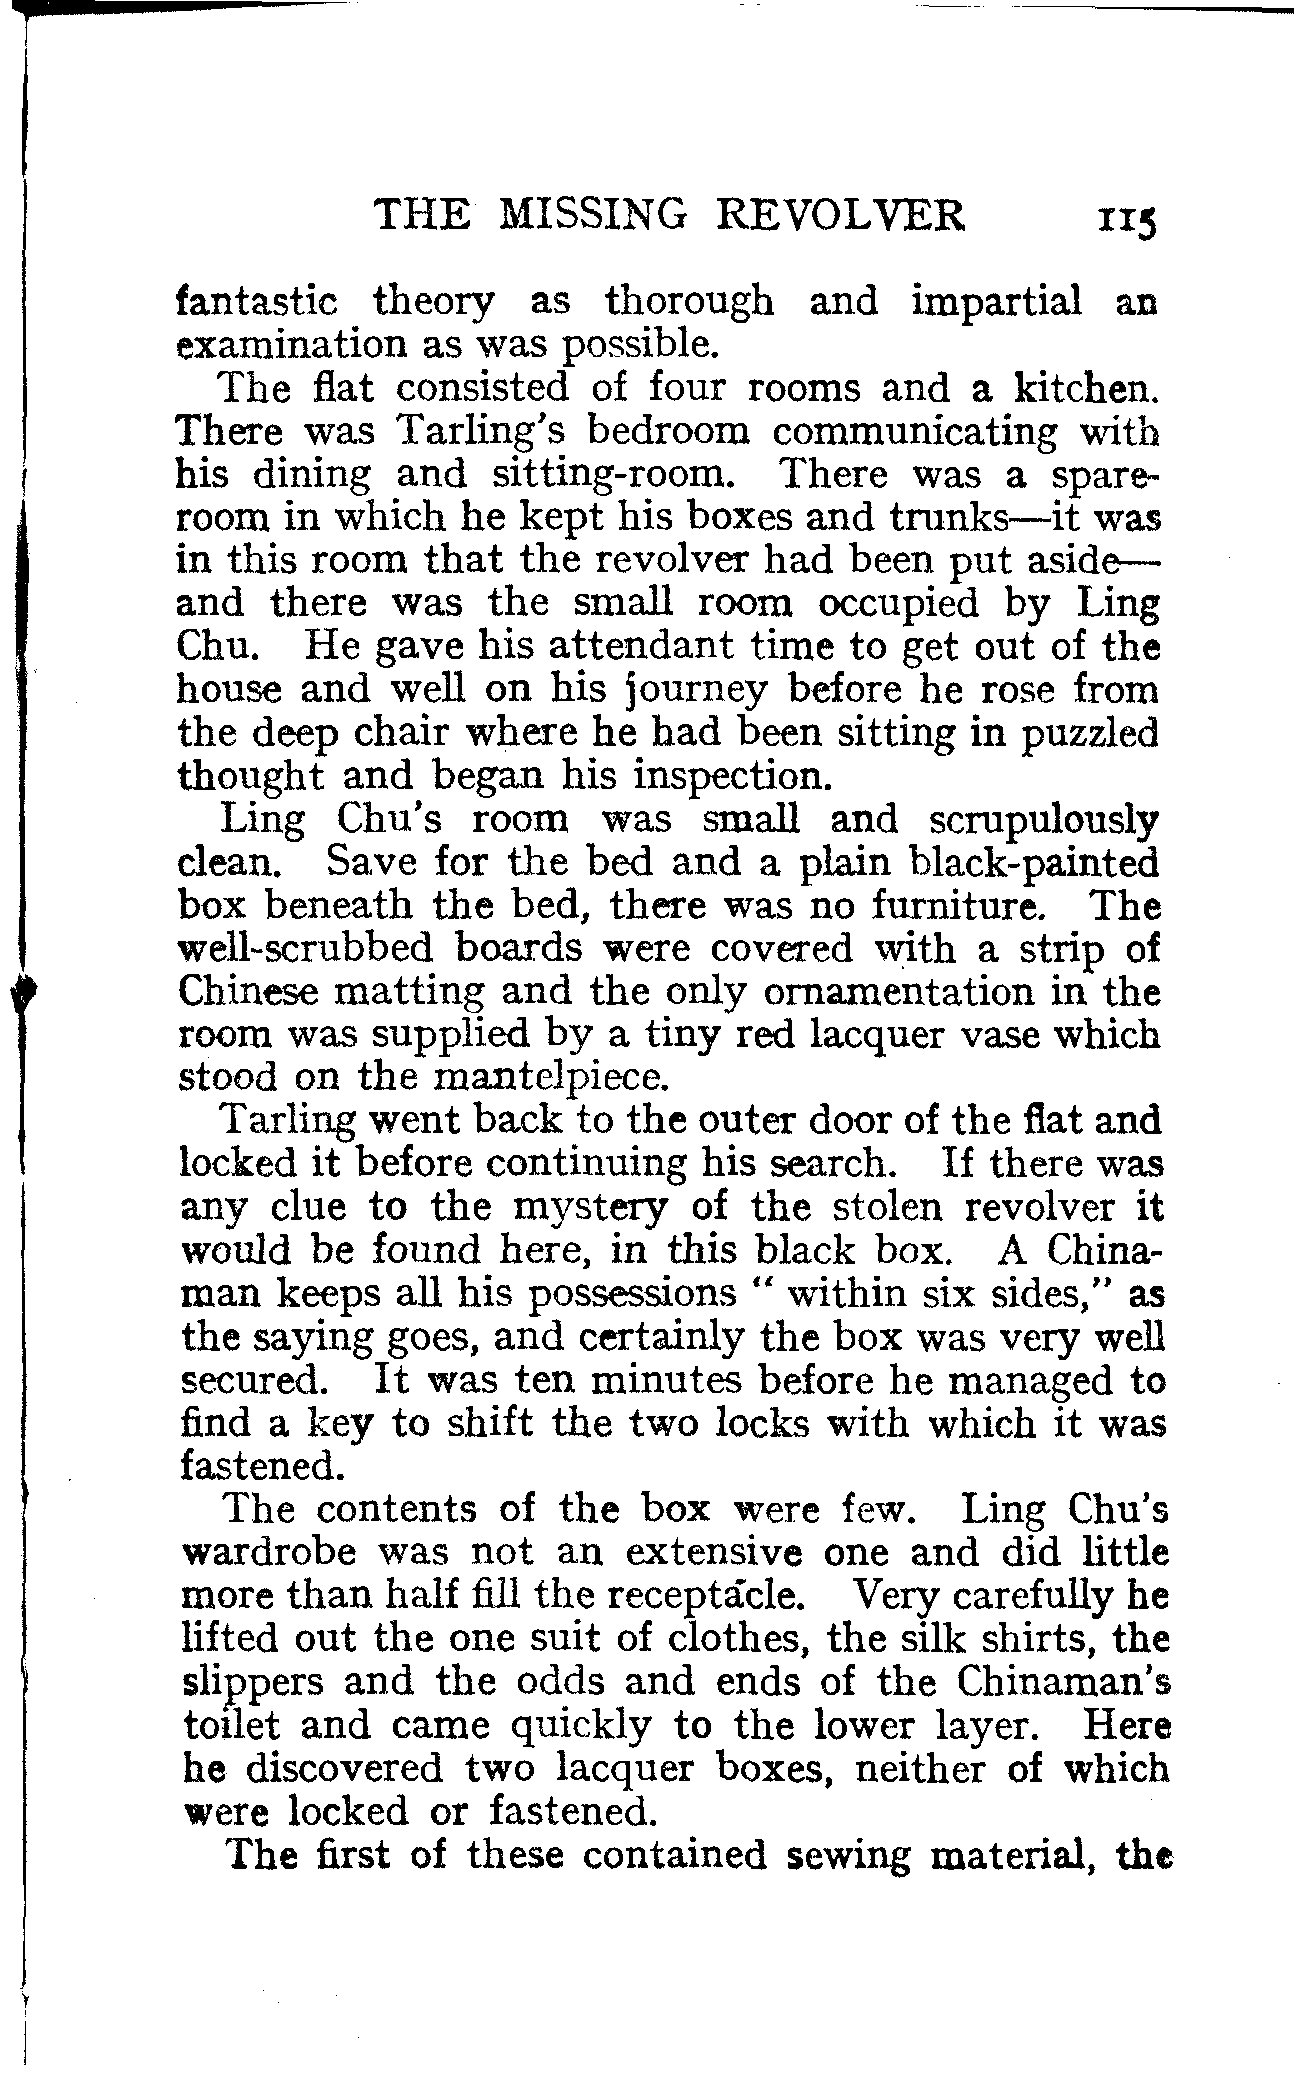 THE MISSING REVOLVER 115
fantastic theory as thorough and impartial an
examination as was possible.
The flat consisted of four rooms and a kitchen.
There was Tarling's bedroom communicating with
his dining and sitting-room. There was a spare-
room in which he kept his boxes and trunks—it was
in this room that the revolver had been put aside—
and there was the small room occupied by Ling
Chu. He gave his attendant time to get out of the
house and well on his journey before he rose from
the deep chair where he had been sitting in puzzled
thought and began his inspection.
Ling Chu's room was small and scrupulously
clean. Save for the bed and a plain black-painted
box beneath the bed, there was no furniture. The
well-scrubbed boards were covered with a strip of
Chinese matting and the only ornamentation in the
room was supplied by a tiny red lacquer vase which
stood on the mantelpiece.
Tarling went back to the outer door of the flat and
locked it before continuing his search. If there was
any clue to the mystery of the stolen revolver it
would be found here, in this black box. A China-
man keeps all his possessions “ within six sides,” as
the saying goes, and certainly the box was very well
secured. It was ten minutes before he managed to
find a key to shift the two locks with which it was
fastened.
The contents of the box were few. Ling Chu's
wardrobe was not an extensive one and did little
more than half fill the receptacle. Very carefully he
lifted out the one suit of clothes, the silk shirts, the
slippers and the odds and ends of the Chinaman's
toilet and came quickly to the lower layer. Here
he discovered two lacquer boxes, neither of which
were locked or fastened.
The first of these contained sewing material, the